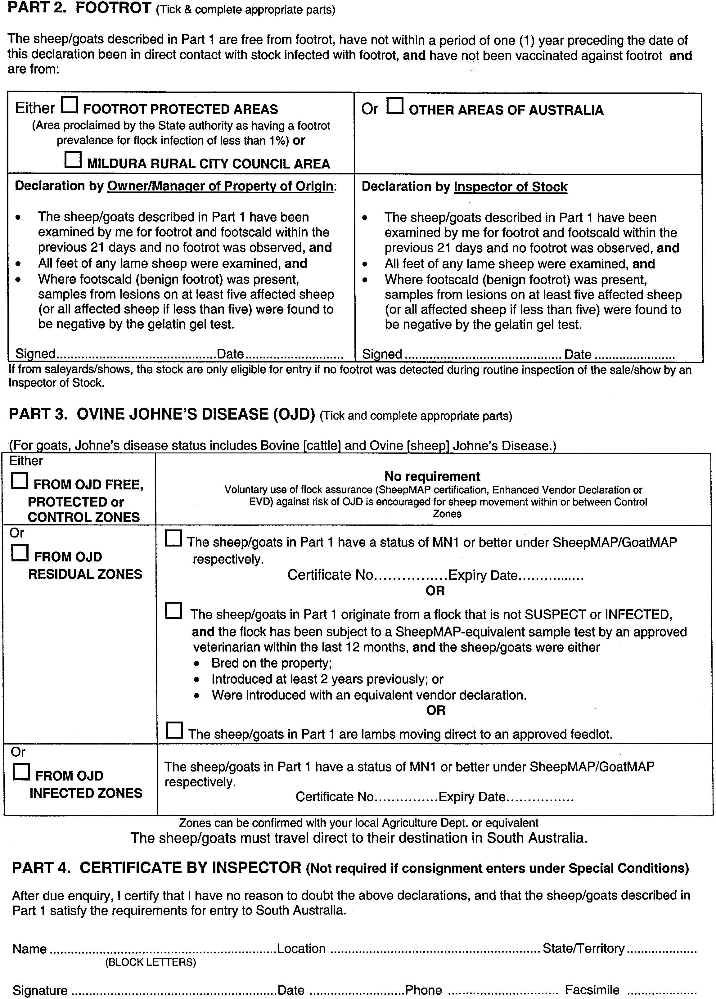 PART 2. FOOTROT (Tick & complete appropriate parts)
The sheep/goats described in Part 1 are free from footrot, have not within a period of one (1) year preceding the date of
this declaration been in direct contact with stock infected with footrot, and have not been vaccinated against footrot and
are from:
Either FOOTROT PROTECTED AREAS
(Area proclaimed by the State authority as having a footrot
prevalence for flock infection of less than 1%) or
MILDURA RURAL CITY COUNCIL AREA
Or OTHER AREAS OF AUSTRALIA
Declaration by Owner/Manager of Property of Origin:
• The sheep/goats described in Part 1 have been
examined by me for footrot and footscald within the
previous 21 days and no footrot was observed, and
• All feet of any lame sheep were examined, and
• Where footscald (benign footrot) was present,
samples from lesions on at least five affected sheep
(or all affected sheep if less than five) were found to
be negative by the gelatin gel test.
Signed.............................................Date............................
Declaration by Inspector of Stock
• The sheep/goats described in Part 1 have been
examined by me for footrot and footscald within the
previous 21 days and no footrot was observed, and
• All feet of any lame sheep were examined, and
• Where footscald (benign footrot) was present,
samples from lesions on at least five affected sheep
(or all affected sheep if less than five) were found to
be negative by the gelatin gel test.
Signed ............................................ Date .......................
If from saleyards/shows, the stock are only eligible for entry if no footrot was detected during routine inspection of the sale/show by an
Inspector of Stock.
PART 3. OVINE JOHNE'S DISEASE (OJD) (Tick and complete appropriate parts)
(For goats, Johne's disease status includes Bovine [cattle] and Ovine [sheep] Johne's Disease.)
Either
FROM OJD FREE,
PROTECTED or
CONTROL ZONES
No requirement
Voluntary use of flock assurance (SheepMAP certification, Enhanced Vendor Declaration or
EVD) against risk of OJD is encouraged for sheep movement within or between Control
Zones
Or
FROM OJD
RESIDUAL ZONES
The sheep/goats in Part 1 have a status of MN1 or better under SheepMAP/GoatMAP
respectively.
Certificate No................Expiry Date................
OR
The sheep/goats in Part 1 originate from a flock that is not SUSPECT or INFECTED,
and the flock has been subject to a SheepMAP-equivalent sample test by an approved
veterinarian within the last 12 months, and the sheep/goats were either
• Bred on the property;
• Introduced at least 2 years previously; or
• Were introduced with an equivalent vendor declaration.
OR
The sheep/goats in Part 1 are lambs moving direct to an approved feedlot.
Or
FROM OJD
INFECTED ZONES
The sheep/goats in Part 1 have a status of MN1 or better under SheepMAP/GoatMAP
respectively.
Certificate No...............Expiry Date.................
Zones can be confirmed with your local Agriculture Dept. or equivalent
The sheep/goats must travel direct to their destination in South Australia.
PART 4. CERTIFICATE BY INSPECTOR (Not required if consignment enters under Special Conditions)
After due enquiry, I certify that I have no reason to doubt the above declarations, and that the sheep/goats described in
Part 1 satisfy the requirements for entry to South Australia.
Name ................................................................Location ............................................................ State/Territory....................
(BLOCK LETTERS)
Signature ..........................................................Date ...........................Phone ............................... Facsimile ....................